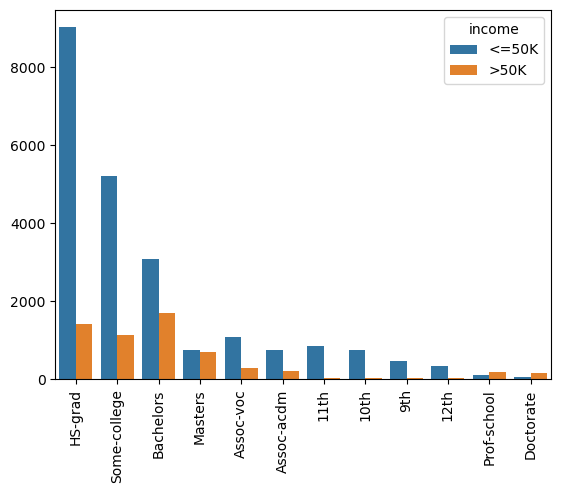 income
<=50K
>50K
8000
6000
4000
2000
0
HS-grad
Some-college
Bachelors
Masters
Assoc-voc
Assoc-acdm
11th
10th
9th
12th
Prof-school
Doctorate